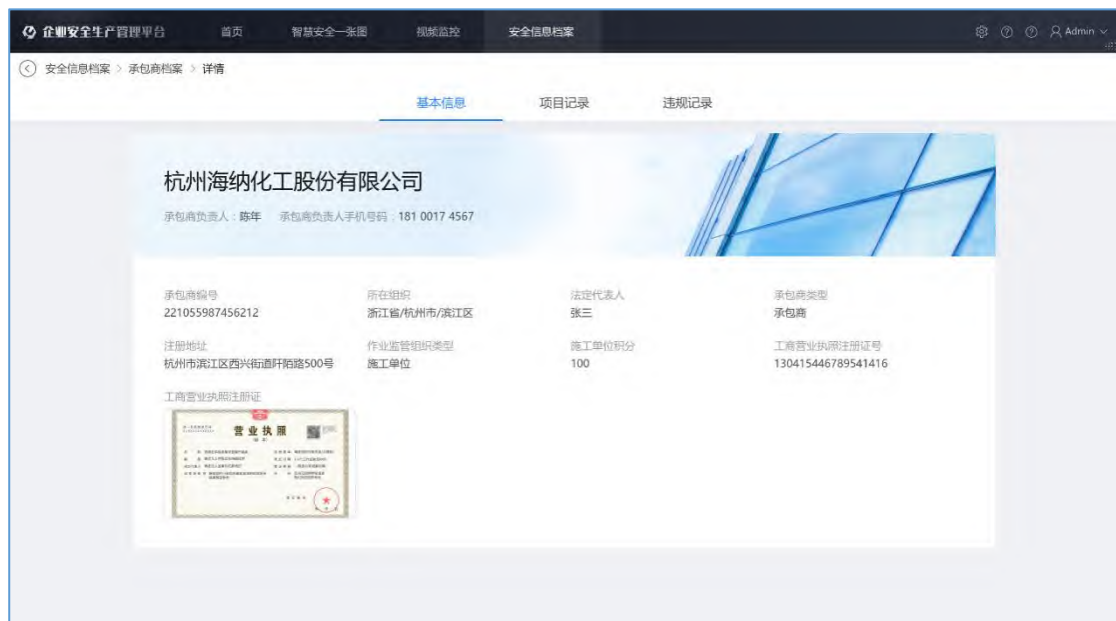 企业安全生产管理平台 首页 智慧安全一张图 视频监控 安全信息档案 Admin
安全信息档案 > 承包商档案 > 详情
基本信息 项目记录 违规记录
杭州海纳化工股份有限公司
承包商负责人：陈年 承包商负责人手机号码：181 0017 4567
承包商编号 所在组织 法定代表人 承包商类型
221055987456212 浙江省/杭州市/滨江区 张三 承包商
注册地址 作业监管组织类型 施工单位积分 工商营业执照注册证号
杭州市滨江区西兴街道阡陌路500号 施工单位 100 130415446789541416
工商营业执照注册证
营业执照